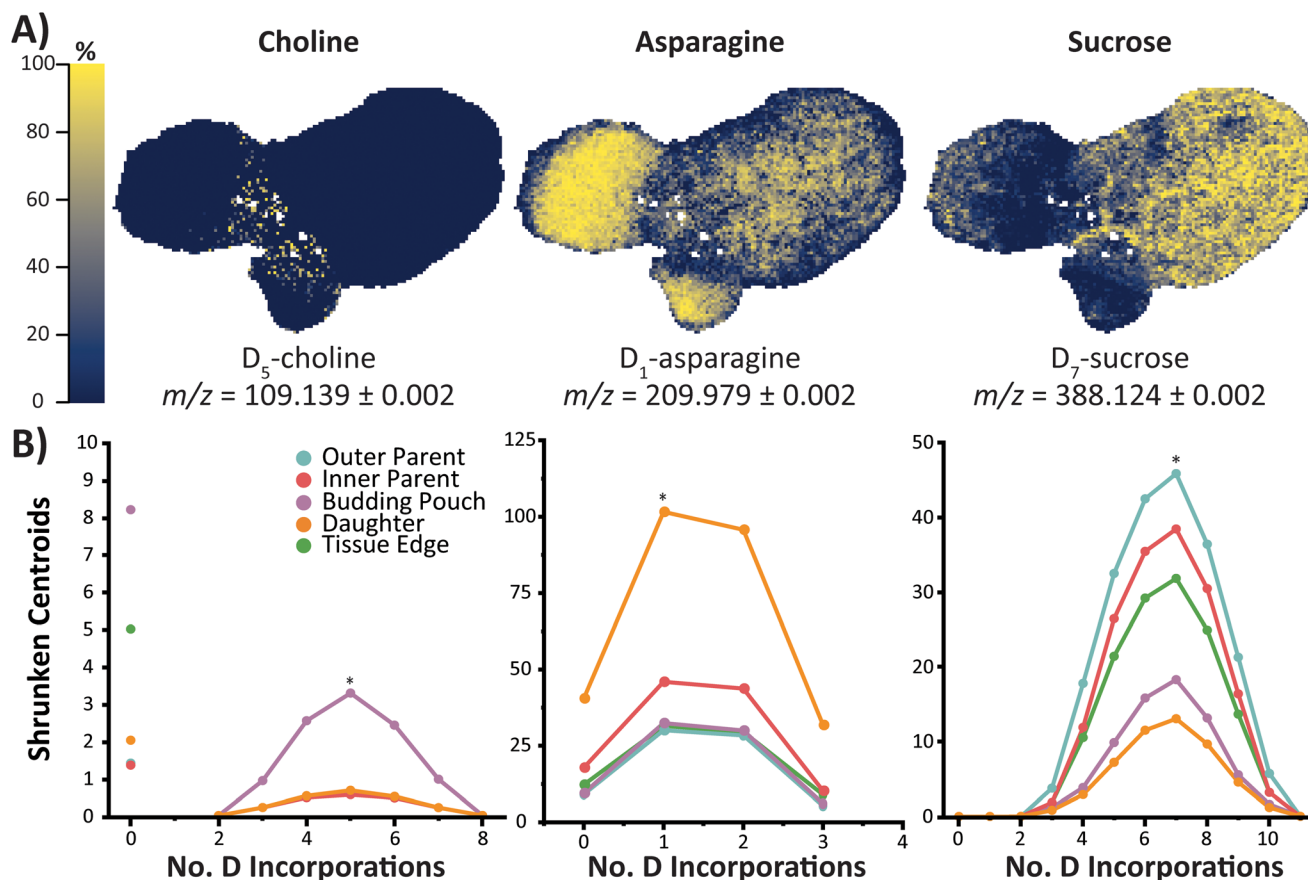 A)
%
Choline
Asparagine
Sucrose
100
80
60
40
20
0
D₅-choline
D₁-asparagine
D₇-sucrose
m/z = 109.139 ± 0.002
m/z = 209.979 ± 0.002
m/z = 388.124 ± 0.002
B)
Shrunken Centroids
10
9
8
7
6
5
4
3
2
1
0
Outer Parent
Inner Parent
Budding Pouch
Daughter
Tissue Edge
*
0 2 4 6 8
No. D Incorporations
125
100
75
50
25
0
*
0 1 2 3 4
No. D Incorporations
50
40
30
20
10
0
*
0 2 4 6 8 10
No. D Incorporations